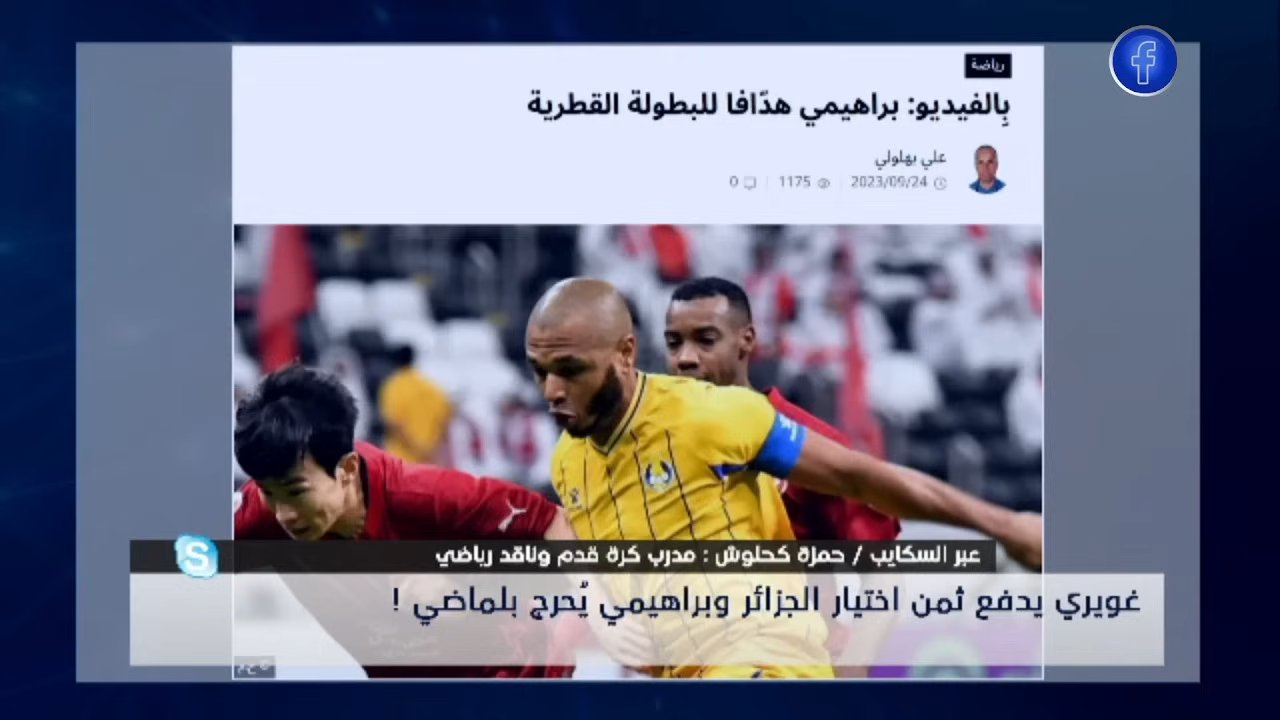 رياضة
بِالفيديو: براهيمي هدّافا للبطولة القطرية
علي بهلولي
2023/09/24 1175 0
عبر السكايب / حمزة كحلوش : مدرب كرة قدم وناقد رياضي
غويري يدفع ثمن اختيار الجزائر وبراهيمي يُحرج بلماضي !
ح.م